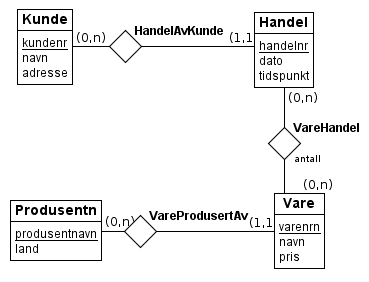 Kunde
kundenr
navn
adresse
(0,n)
HandelAvKunde
(1,1
Handel
handelnr
dato
tidspunkt
(0,n)
VareHandel
antall
(0,n)
Produsentn
produsentnavn
land
(0,n)
VareProdusertAv
(1,1
Vare
varenrn
navn
pris